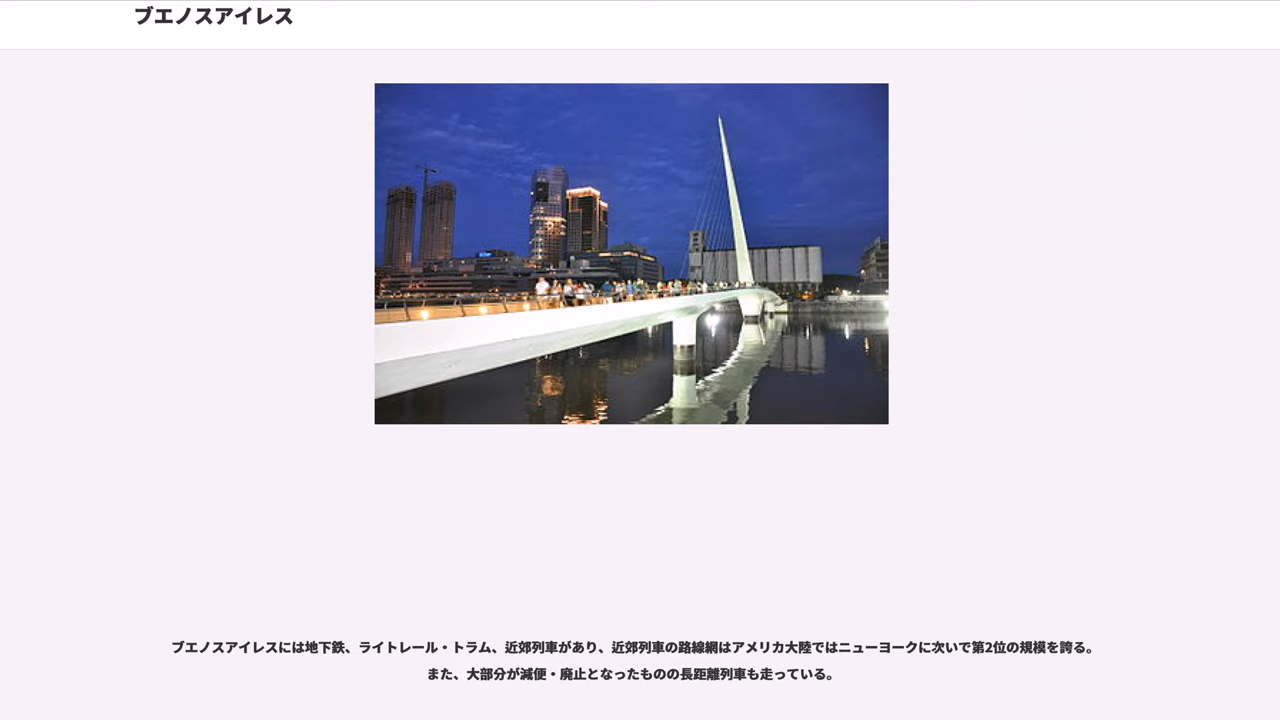 ブエノスアイレス
ブエノスアイレスには地下鉄、ライトレール・トラム、近郊列車があり、近郊列車の路線網はアメリカ大陸ではニューヨークに次いで第2位の規模を誇る。
また、大部分が減便・廃止となったものの長距離列車も走っている。